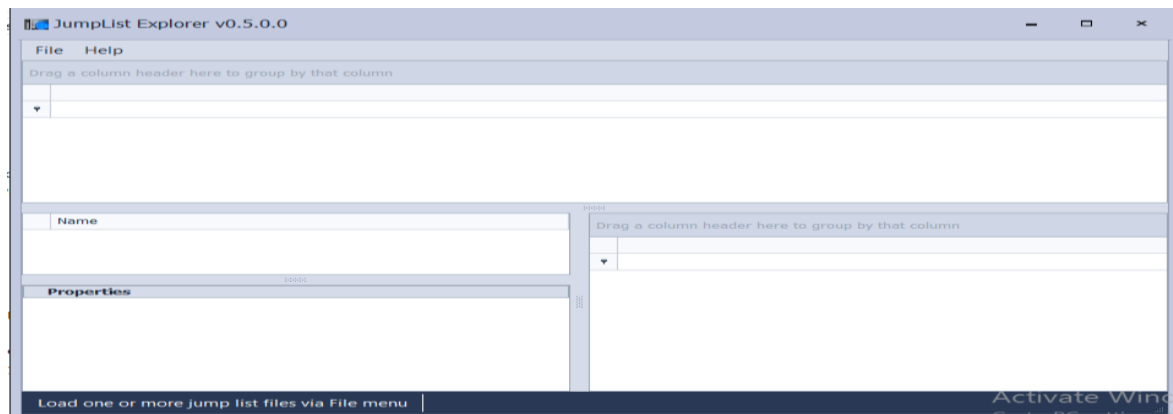 JumpList Explorer v0.5.0.0
File Help
Drag a column header here to group by that column
Name
Drag a column header here to group by that column
Properties
Load one or more jump list files via File menu
Activate Wind